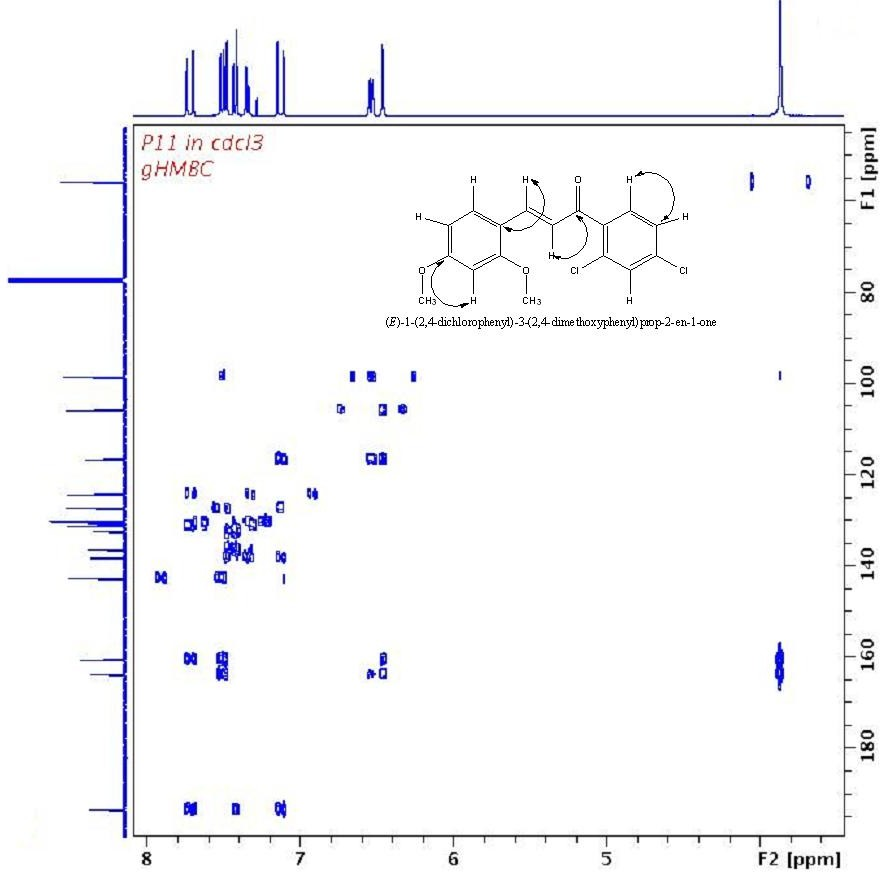 P11 in cdcl3
gHMBC
F1 [ppm]
H
H
O
H
H
H
H
O
O
Cl
Cl
CH3
H
CH3
H
(E)-1-(2,4-dichlorophenyl)-3-(2,4-dimethoxyphenyl)prop-2-en-1-one
80
100
120
140
160
180
8
7
6
5
F2 [ppm]